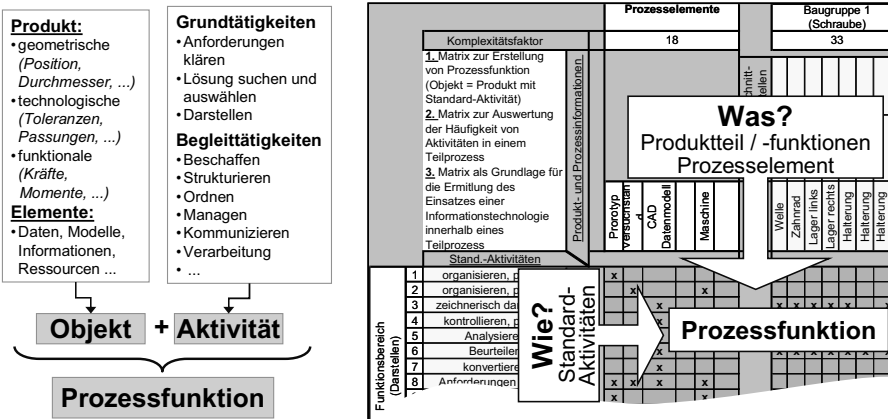 Produkt:
•geometrische
(Position,
Durchmesser, ...)
•technologische
(Toleranzen,
Passungen, ...)
•funktionale
(Kräfte,
Momente, ...)
Elemente:
•Daten, Modelle,
Informationen,
Ressourcen ...
Grundtätigkeiten
•Anforderungen
klären
•Lösung suchen und
auswählen
•Darstellen
Begleittätigkeiten
•Beschaffen
•Strukturieren
•Ordnen
•Managen
•Kommunizieren
•Verarbeitung
• ...
Objekt + Aktivität
Prozessfunktion
Prozesselemente
Baugruppe 1
(Schraube)
Komplexitätsfaktor
18
33
1. Matrix zur Erstellung
von Prozessfunktion
(Objekt = Produkt mit
Standard-Aktivität)
2. Matrix zur Auswertung
der Häufigkeit von
Aktivitäten in einem
Teilprozess
3. Matrix als Grundlage für
die Ermitlung des
Einsatzes einer
Informationstechnologie
innerhalb eines
Teilprozess
Produkt- und Prozessinformationen
Was?
Produktteil / -funktionen
Prozesselement
Prorotyp
Versuchstan
d
CAD
Datenmodell
Maschine
Welle
Zahnrad
Lager links
Lager rechts
Halterung
Halterung
Halterung
Stand.-Aktivitäten
Funktionsbereich
(Darstellen)
1 organisieren, p x
2 organisieren, p x x
3 zeichnerisch da x x x x x x
4 kontrollieren, p x
5 Analysiere
6 Beurteilen x
7 konvertiere x
8 Anforderungen x x x x
Wie?
Standard-
Aktivitäten
Prozessfunktion